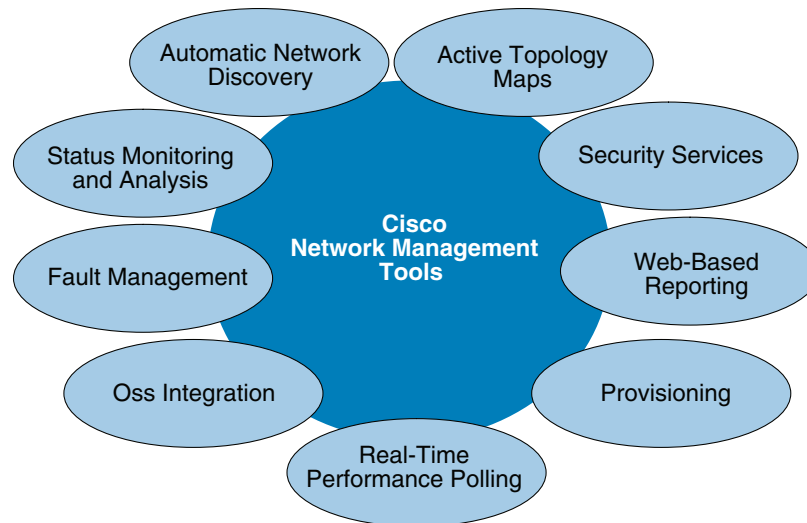 Automatic Network
Discovery
Active Topology
Maps
Status Monitoring
and Analysis
Security Services
Cisco
Network Management
Tools
Fault Management
Web-Based
Reporting
Oss Integration
Provisioning
Real-Time
Performance Polling